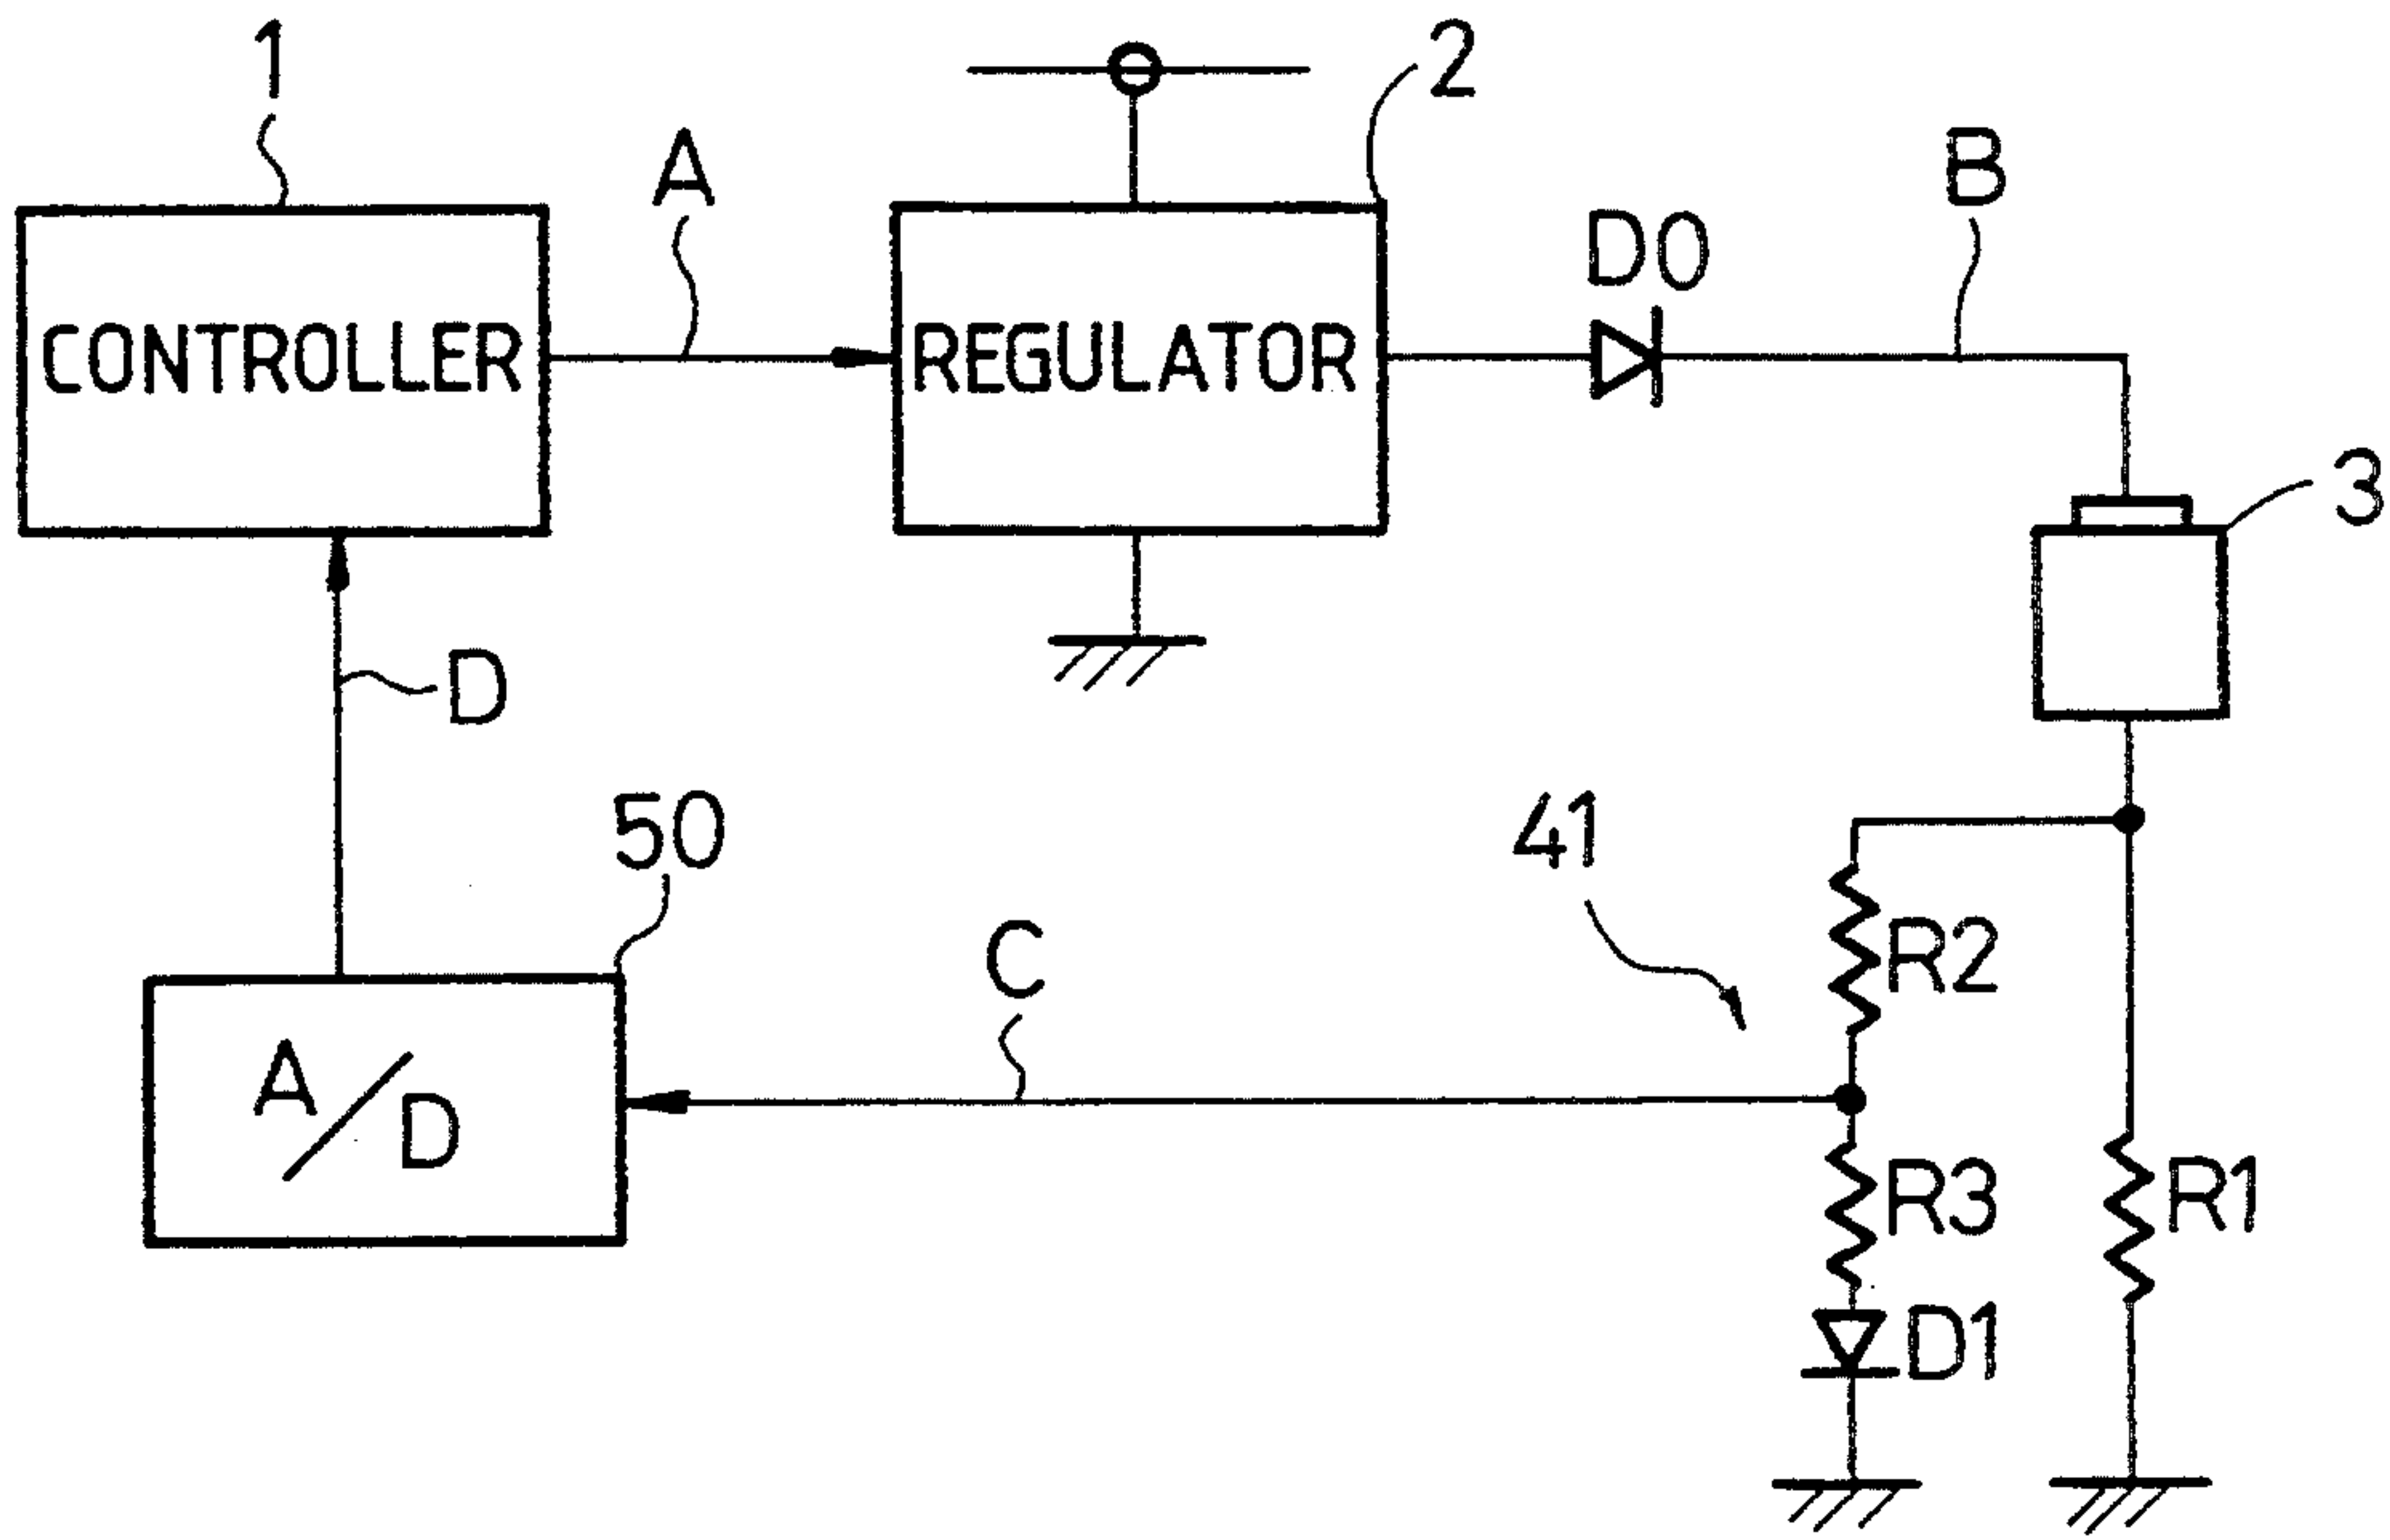 1
2
A
B
D0
CONTROLLER
REGULATOR
3
D
50
41
C
R2
A/D
R3
R1
D1